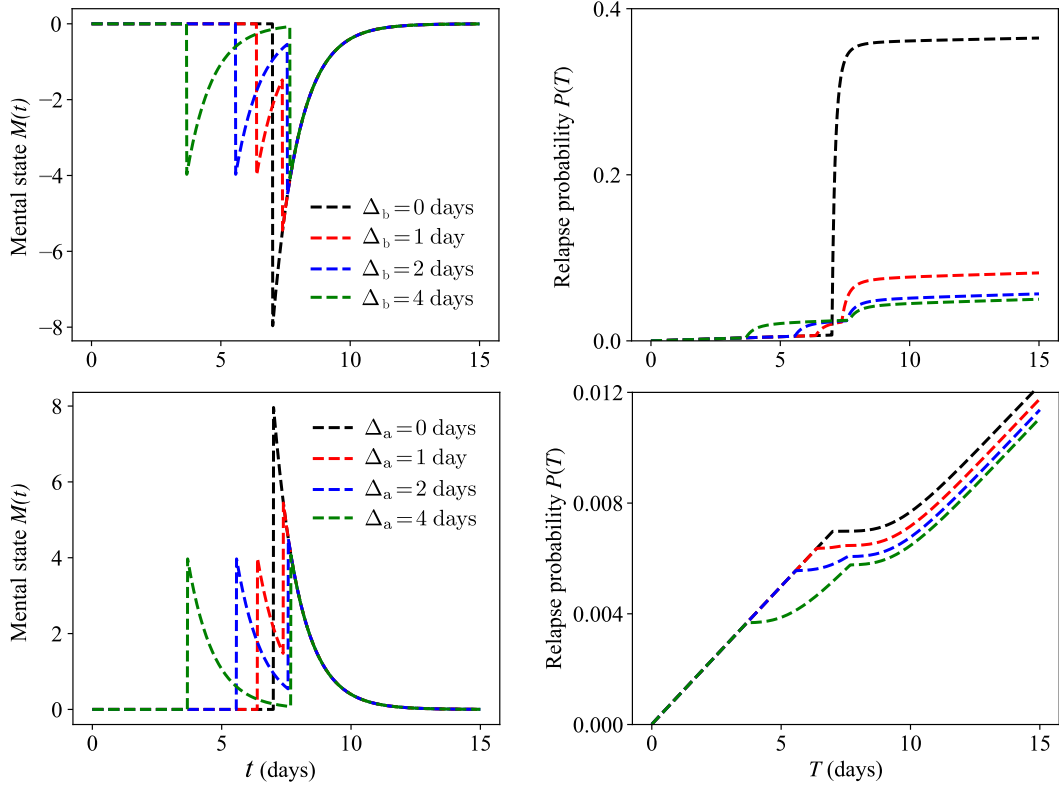 Mental state M(t)
0
−2
−4
−6
−8
0
5
10
15
Δb = 0 days
Δb = 1 day
Δb = 2 days
Δb = 4 days
Relapse probability P(T)
0.4
0.2
0.0
0
5
10
15
Mental state M(t)
8
6
4
2
0
0
5
10
15
t (days)
Δa = 0 days
Δa = 1 day
Δa = 2 days
Δa = 4 days
Relapse probability P(T)
0.012
0.008
0.004
0.000
0
5
10
15
T (days)